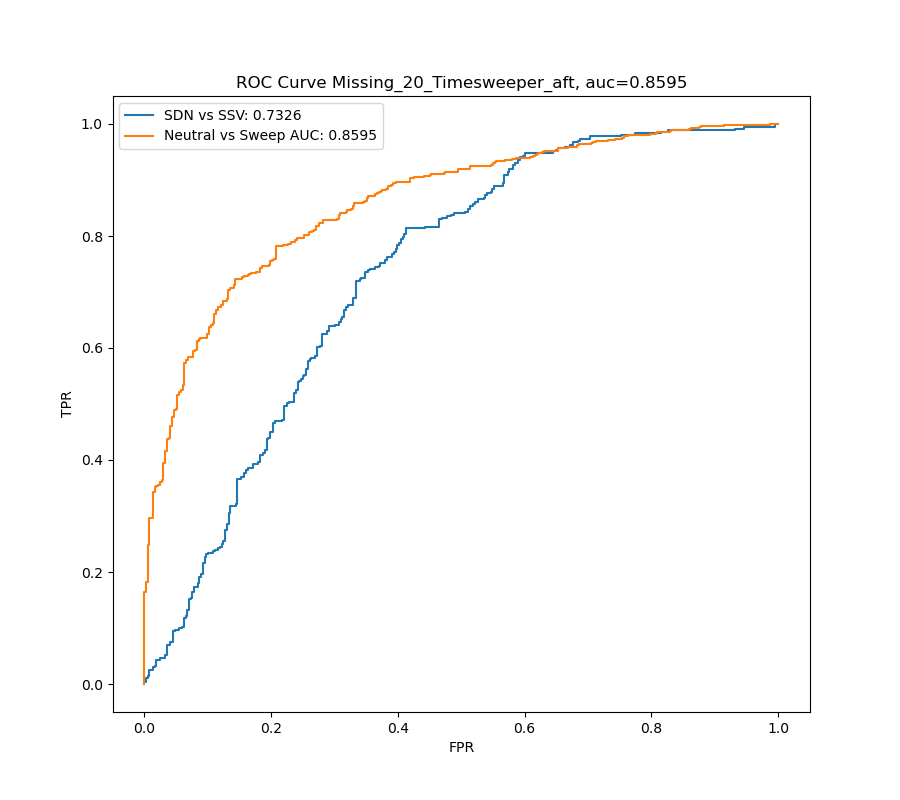 ROC Curve Missing_20_Timesweeper_aft, auc=0.8595
SDN vs SSV: 0.7326
Neutral vs Sweep AUC: 0.8595
1.0
0.8
0.6
0.4
0.2
0.0
TPR
0.0 0.2 0.4 0.6 0.8 1.0
FPR